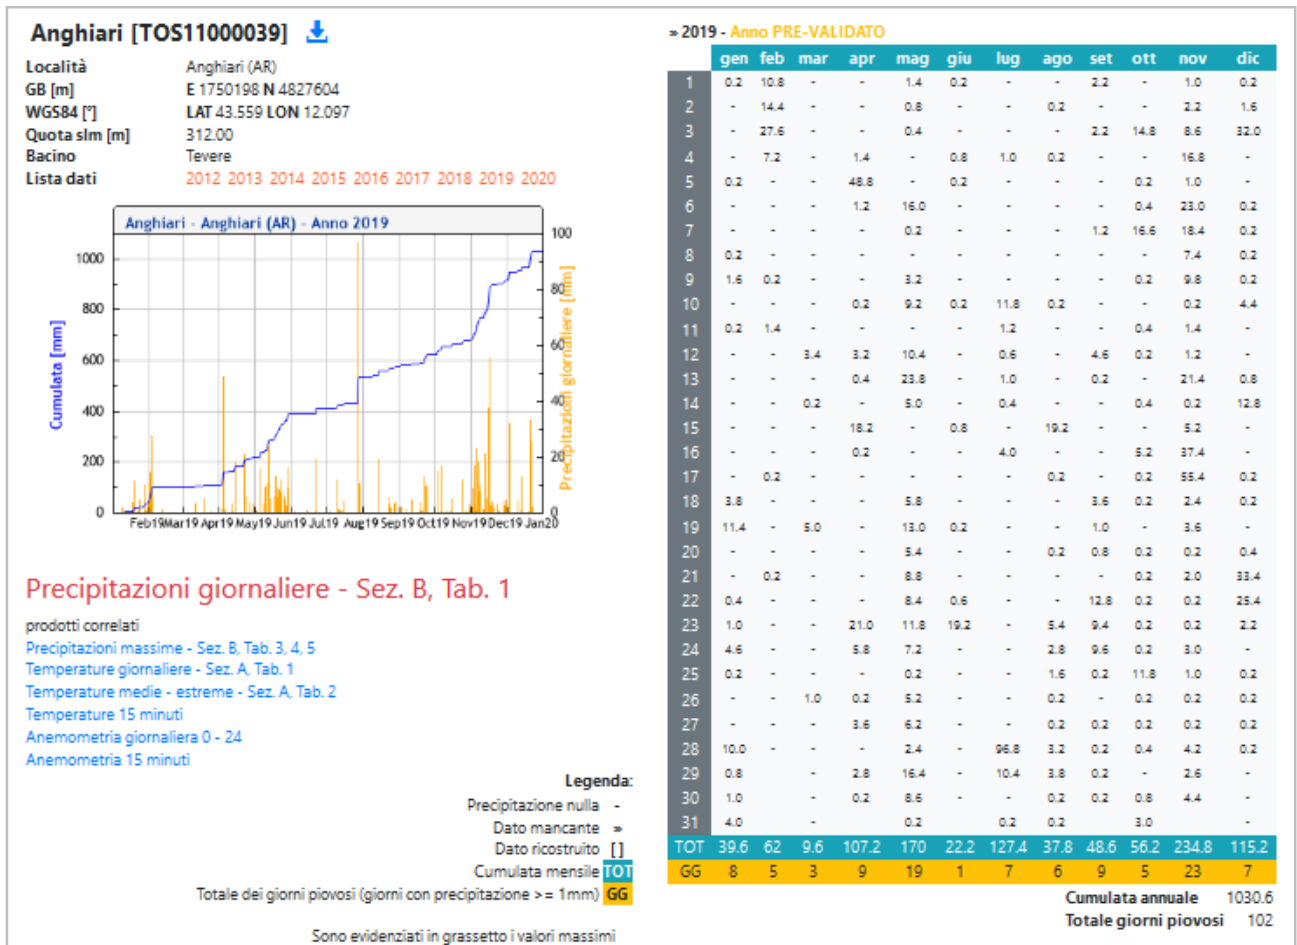 Anghiari [TOS11000039]
Località Anghiari (AR)
GB [m] E 1750198 N 4827604
WGS84 [°] LAT 43.559 LON 12.097
Quota slm [m] 312.00
Bacino Tevere
Lista dati 2012 2013 2014 2015 2016 2017 2018 2019 2020
Anghiari - Anghiari (AR) - Anno 2019
Cumulata [mm]
1000
800
600
400
200
0
100
80
60
40
20
0
Precipitazioni giornaliere [mm]
Feb19 Mar19 Apr19 May19 Jun19 Jul19 Aug19 Sep19 Oct19 Nov19 Dec19 Jan20
Precipitazioni giornaliere - Sez. B, Tab. 1
prodotti correlati
Precipitazioni massime - Sez. B, Tab. 3, 4, 5
Temperature giornaliere - Sez. A, Tab. 1
Temperature medie - estreme - Sez. A, Tab. 2
Temperature 15 minuti
Anemometria giornaliera 0 - 24
Anemometria 15 minuti
Legenda:
Precipitazione nulla -
Dato mancante »
Dato ricostruito [ ]
Cumulata mensile TOT
Totale dei giorni piovosi (giorni con precipitazione >= 1mm) GG
Sono evidenziati in grassetto i valori massimi
» 2019 - Anno PRE-VALIDATO
gen feb mar apr mag giu lug ago set ott nov dic
1 0.2 10.8 - - 1.4 0.2 - - 2.2 - 1.0 0.2
2 - 14.4 - - 0.8 - - 0.2 - - 2.2 1.6
3 - 27.6 - - 0.4 - - - 2.2 14.8 8.6 32.0
4 - 7.2 - 1.4 - 0.8 1.0 0.2 - - 16.8 -
5 0.2 - - 48.8 - 0.2 - - - 0.2 1.0 -
6 - - - 1.2 16.0 - - - - 0.4 23.0 0.2
7 - - - - 0.2 - - - 1.2 16.6 18.4 0.2
8 0.2 - - - - - - - - - 7.4 0.2
9 1.6 0.2 - - 3.2 - - - - 0.2 9.8 0.2
10 - - - 0.2 9.2 0.2 11.8 0.2 - - 0.2 4.4
11 0.2 1.4 - - - - 1.2 - - 0.4 1.4 -
12 - - 3.4 3.2 10.4 - 0.6 - 4.6 0.2 1.2 -
13 - - - 0.4 23.8 - 1.0 - 0.2 - 21.4 0.8
14 - - 0.2 - 5.0 - 0.4 - - 0.4 0.2 12.8
15 - - - 18.2 - 0.8 - 19.2 - - 5.2 -
16 - - - 0.2 - - 4.0 - - 5.2 37.4 -
17 - 0.2 - - - - - 0.2 - 0.2 55.4 0.2
18 3.8 - - - 5.8 - - - 3.6 0.2 2.4 0.2
19 11.4 - 5.0 - 13.0 0.2 - - 1.0 - 3.6 -
20 - - - - 5.4 - - 0.2 0.8 0.2 0.2 0.4
21 - 0.2 - - 8.8 - - - - 0.2 2.0 33.4
22 0.4 - - - 8.4 0.6 - - 12.8 0.2 0.2 25.4
23 1.0 - - 21.0 11.8 19.2 - 5.4 9.4 0.2 0.2 2.2
24 4.6 - - 5.8 7.2 - - 2.8 9.6 0.2 3.0 -
25 0.2 - - - 0.2 - - 1.6 0.2 11.8 1.0 0.2
26 - - 1.0 0.2 5.2 - - 0.2 - 0.2 0.2 0.2
27 - - - 3.6 6.2 - - 0.2 0.2 0.2 0.2 0.2
28 10.0 - - - 2.4 - 96.8 3.2 0.2 0.4 4.2 0.2
29 0.8 - 2.8 16.4 - 10.4 3.8 0.2 - 2.6 -
30 1.0 - 0.2 8.6 - - 0.2 0.2 0.8 4.4 -
31 4.0 - 0.2 0.2 0.2 3.0 -
TOT 39.6 62 9.6 107.2 170 22.2 127.4 37.8 48.6 56.2 234.8 115.2
GG 8 5 3 9 19 1 7 6 9 5 23 7
Cumulata annuale 1030.6
Totale giorni piovosi 102